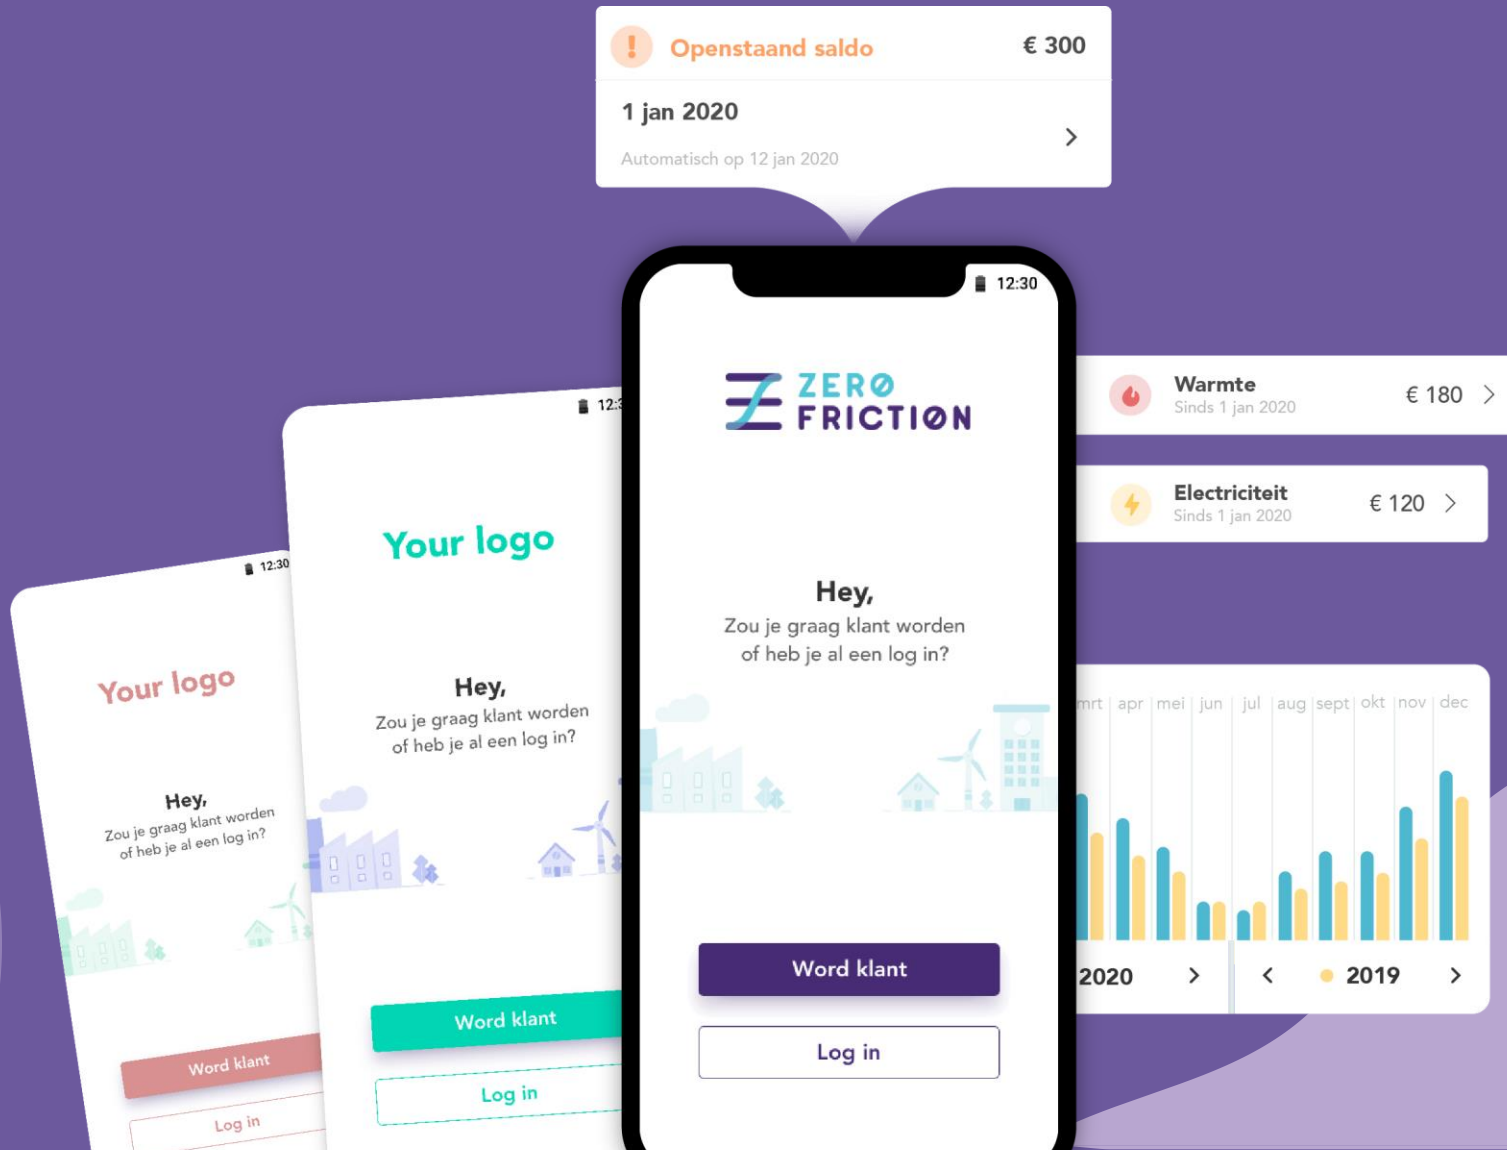 Openstaand saldo € 300
1 jan 2020
Automatisch op 12 jan 2020
12:30
ZERØ
FRICTIØN
Hey,
Zou je graag klant worden
of heb je al een log in?
Word klant
Log in
12:3
Your logo
Hey,
Zou je graag klant worden
of heb je al een log in?
Word klant
Log in
12:30
Your logo
Hey,
Zou je graag klant worden
of heb je al een log in?
Word klant
Log in
Warmte € 180
Sinds 1 jan 2020
Electriciteit € 120
Sinds 1 jan 2020
mrt apr mei jun jul aug sept okt nov dec
2020 > < 2019 >